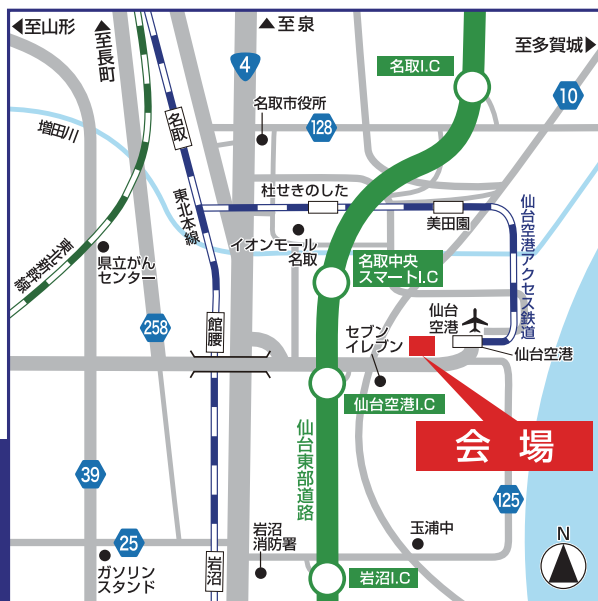 至山形
至長町
至泉
至多賀城
4
名取I.C
10
名取市役所
128
増田川
名取
杜せきのした
東北本線
美田園
仙台空港アクセス鉄道
イオンモール
名取
東北新幹線
県立がん
センター
名取中央
スマートI.C
仙台
空港
258
館腰
セブン
イレブン
仙台空港
仙台空港I.C
会場
仙台東部道路
39
125
25
岩沼
消防署
玉浦中
N
ガソリン
スタンド
岩沼
岩沼I.C